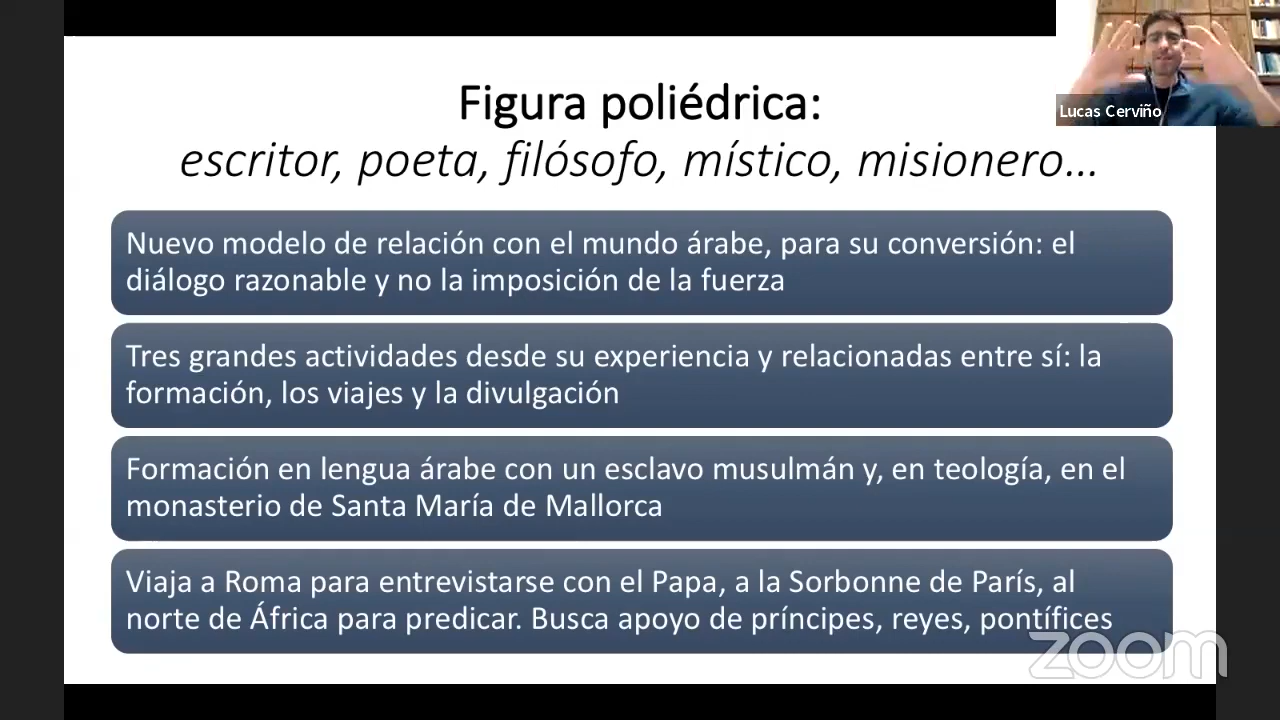 Figura poliédrica:
escritor, poeta, filósofo, místico, misionero...
Lucas Cerviño
Nuevo modelo de relación con el mundo árabe, para su conversión: el
diálogo razonable y no la imposición de la fuerza
Tres grandes actividades desde su experiencia y relacionadas entre sí: la
formación, los viajes y la divulgación
Formación en lengua árabe con un esclavo musulmán y, en teología, en el
monasterio de Santa María de Mallorca
Viaja a Roma para entrevistarse con el Papa, a la Sorbonne de París, al
norte de África para predicar. Busca apoyo de príncipes, reyes, pontífices
zoom